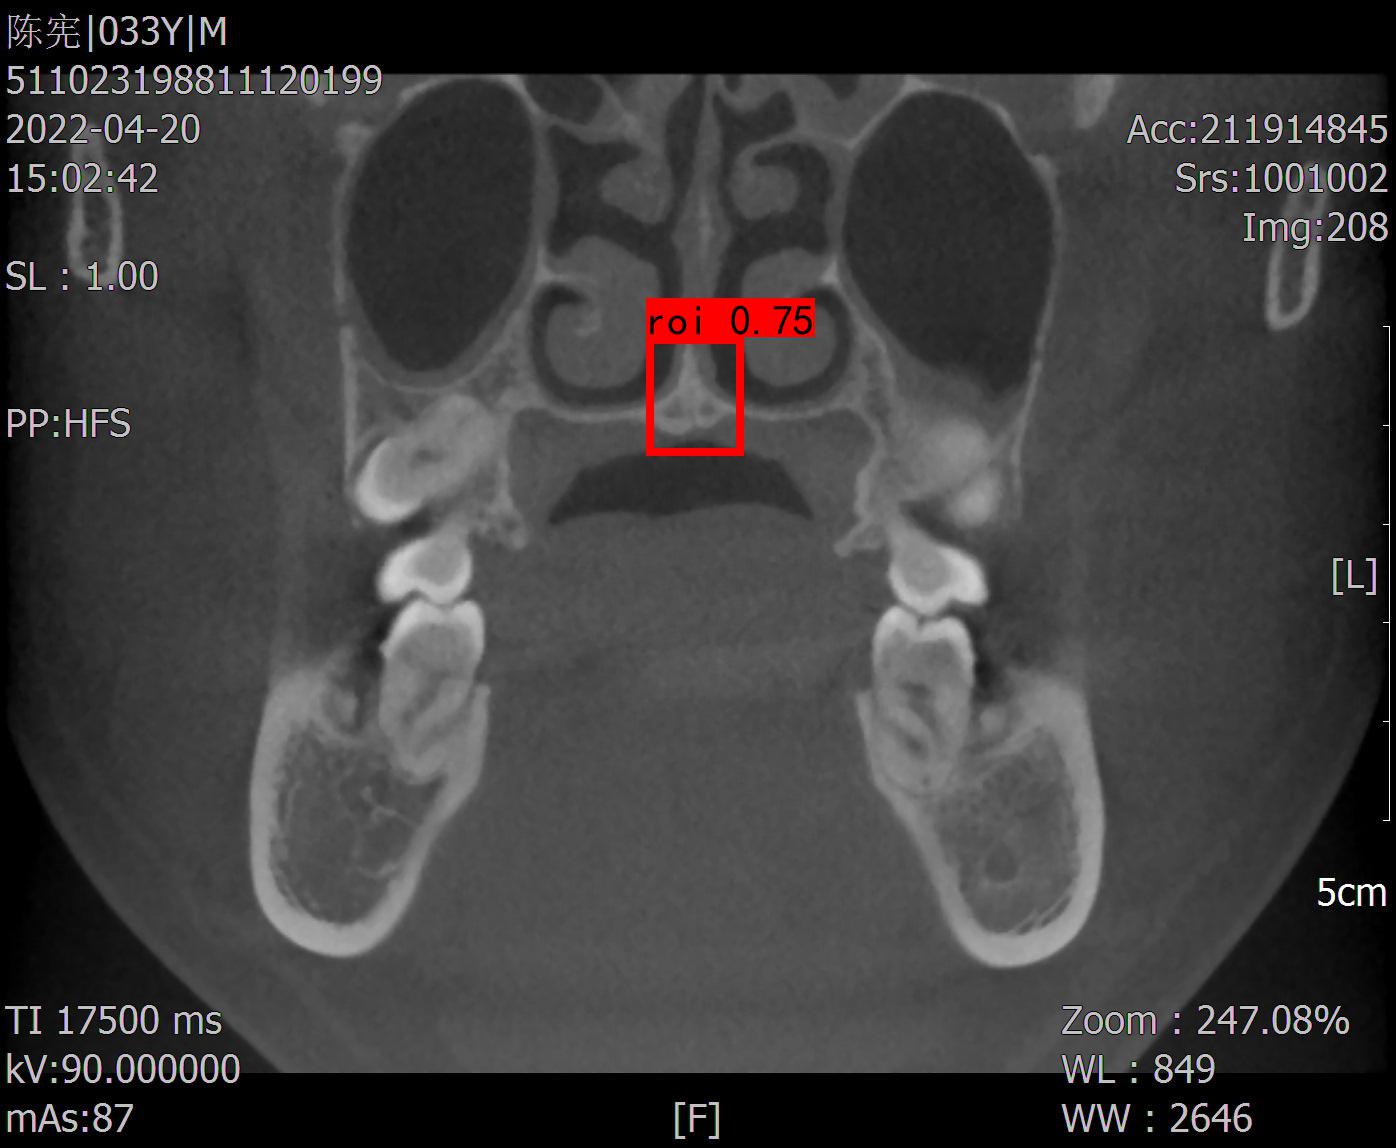 陈宪|033Y|M
511023198811120199
2022-04-20
15:02:42
SL : 1.00
PP:HFS
Acc:211914845
Srs:1001002
Img:208
roi 0.75
[L]
5cm
TI 17500 ms
kV:90.000000
mAs:87
[F]
Zoom : 247.08%
WL : 849
WW : 2646